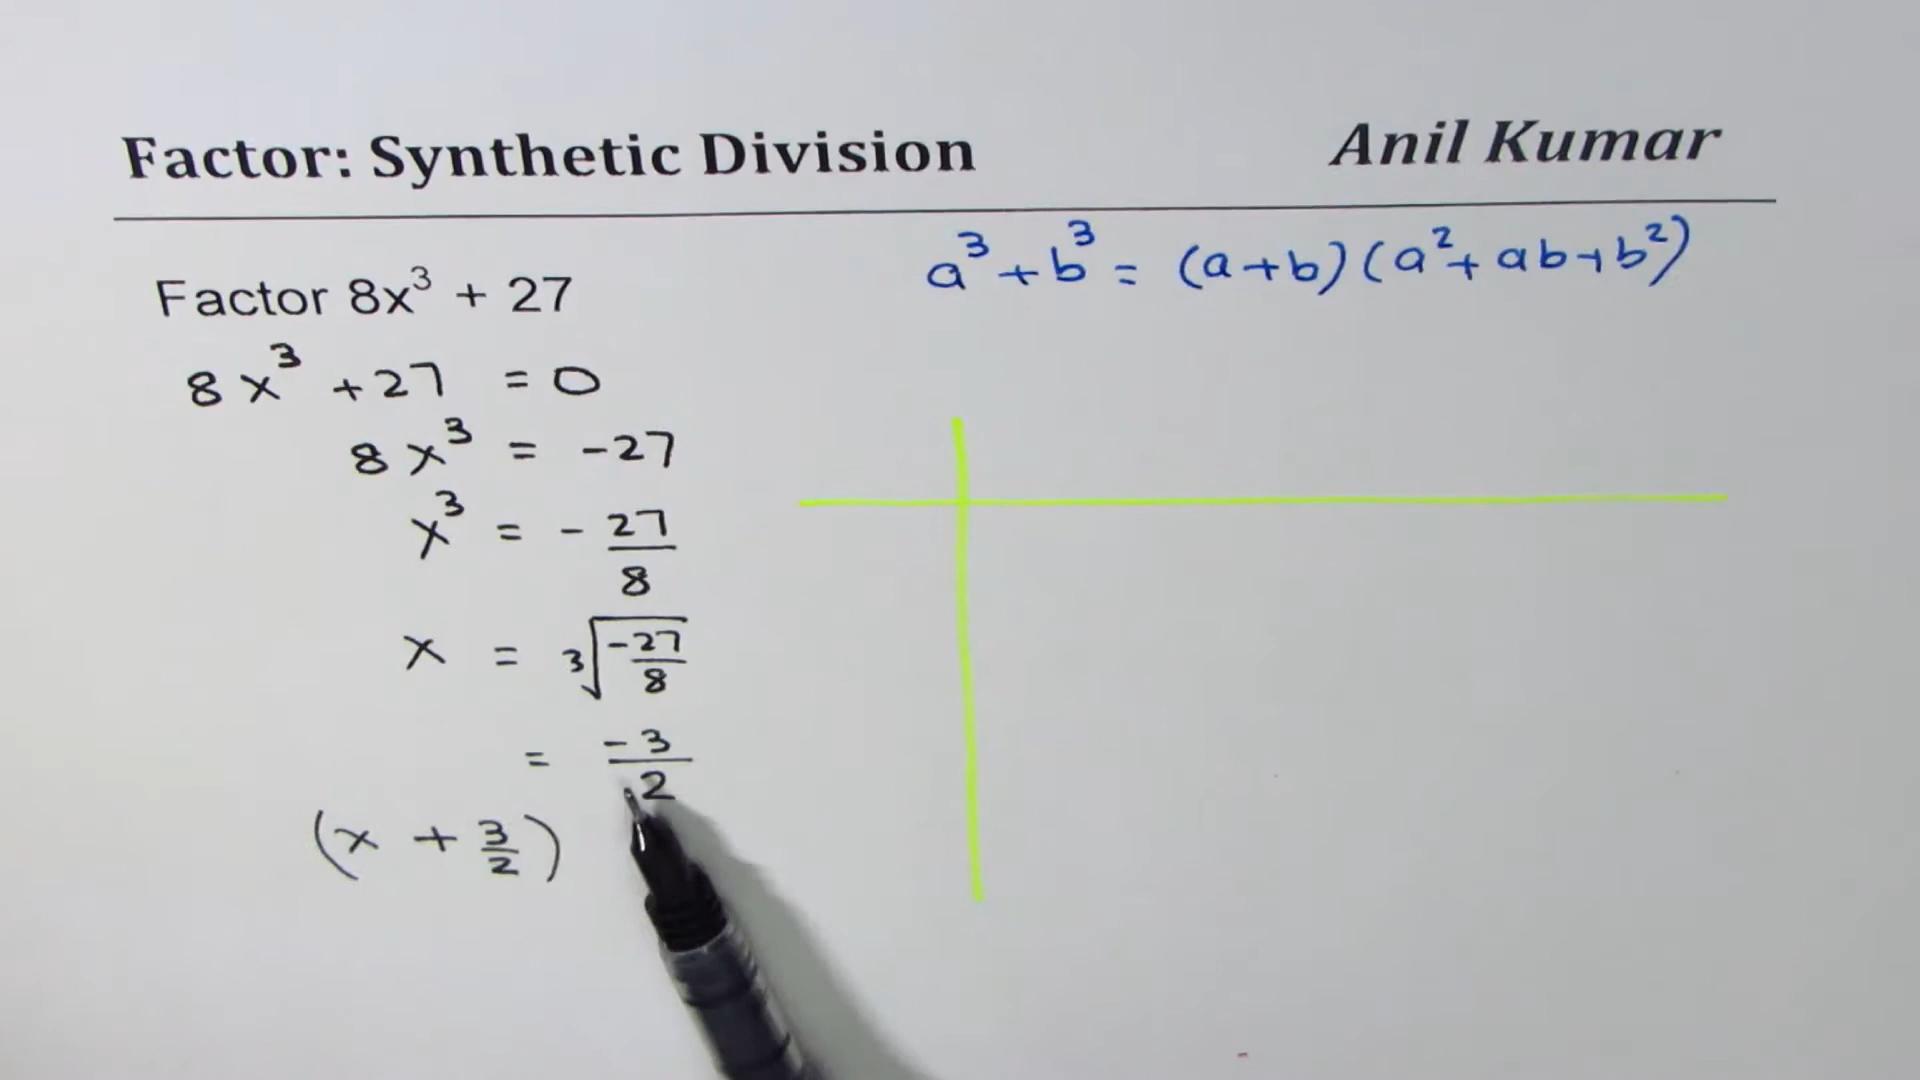 Factor: Synthetic Division
Anil Kumar
a³ + b³ = (a + b) (a² + ab + b²)
Factor 8x³ + 27
8x³ + 27 = 0
8x³ = -27
x³ = - 27/8
x = ∛(-27/8)
= -3/2
(x + 3/2)